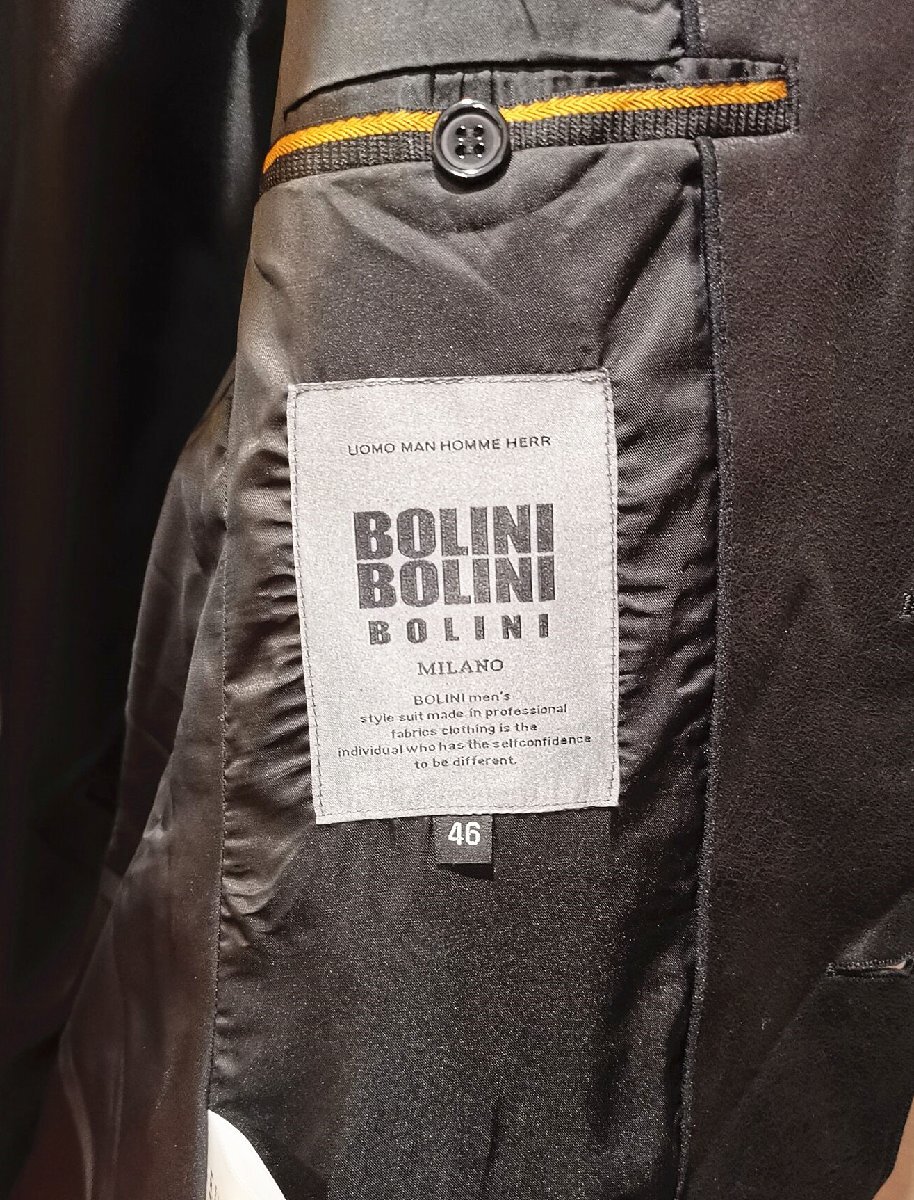 UOMO MAN HOMME HERR
BOLINI
BOLINI
BOLINI
MILANO
BOLINI men's
style suit made in professional
fabrics clothing is the
individual who has the selfconfidence
to be different.
46